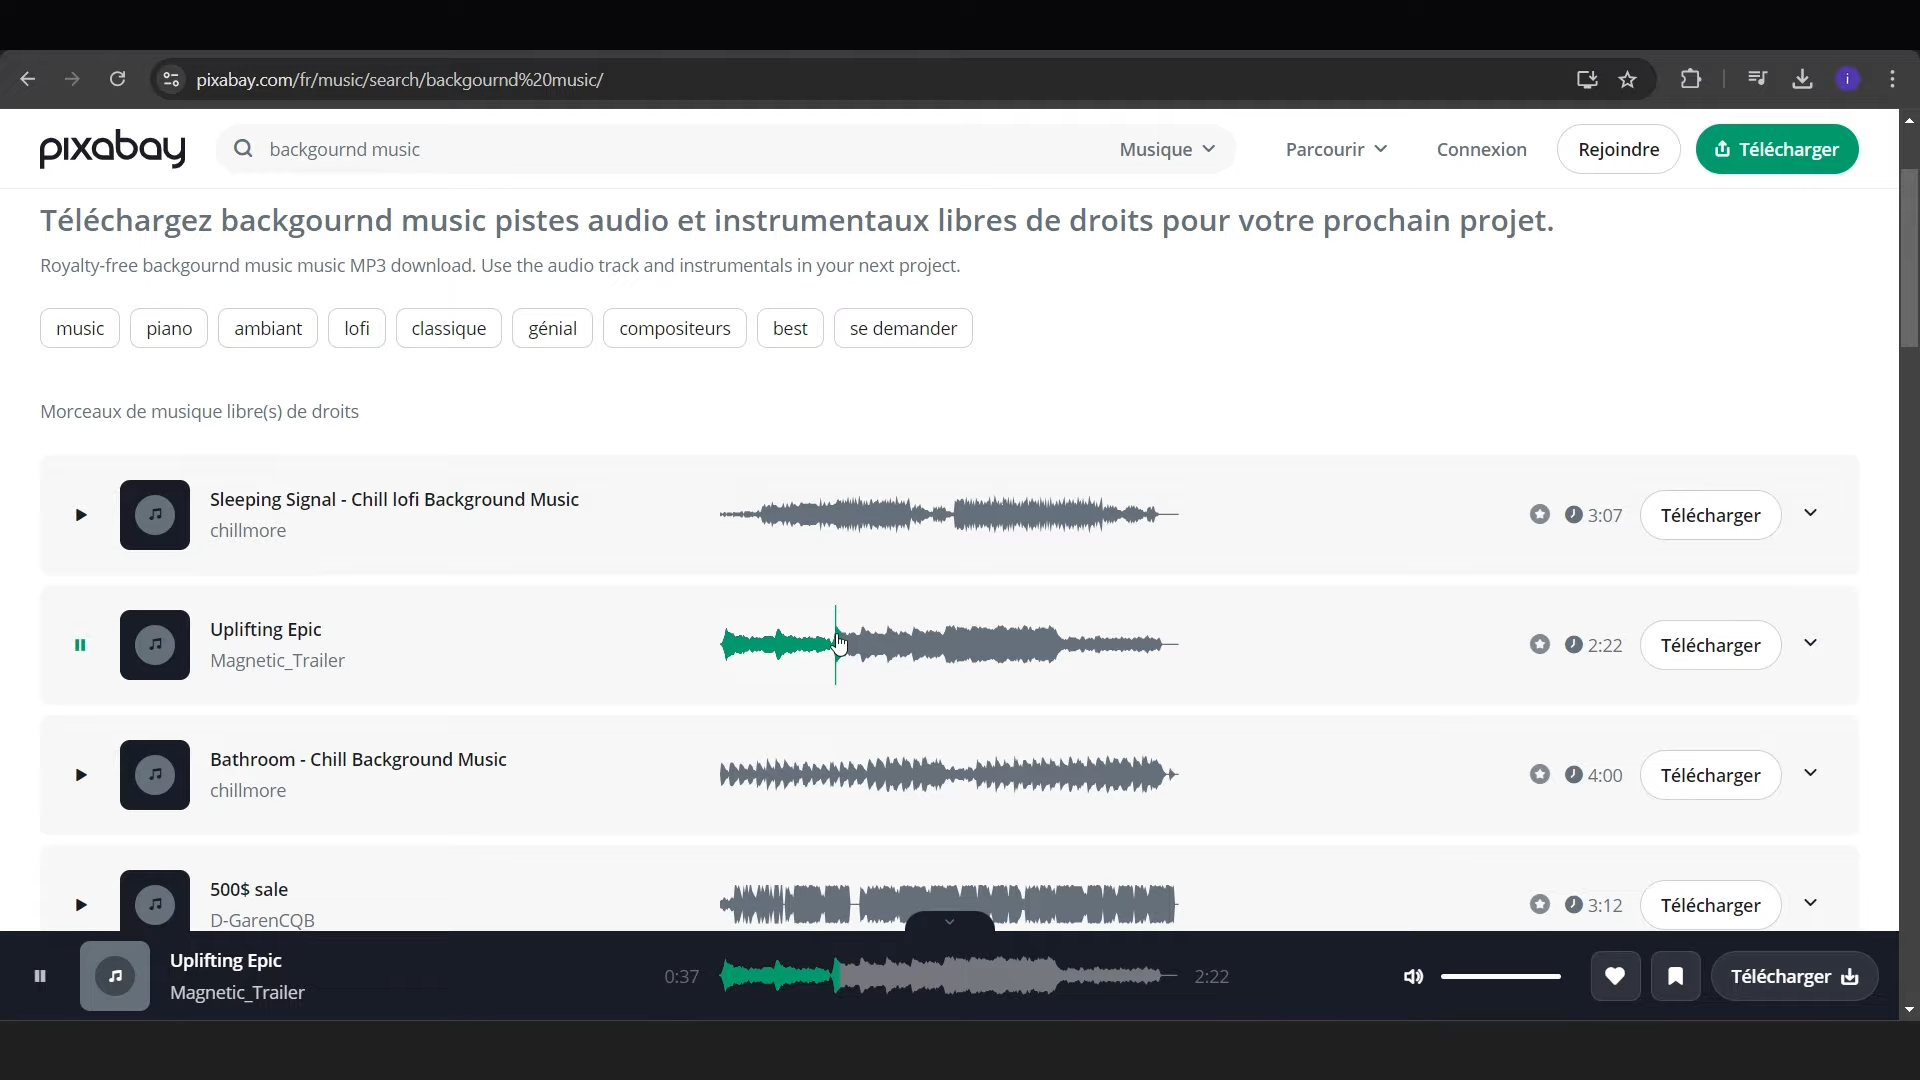 pixabay.com/fr/music/search/backgournd%20music/
i
pixabay
backgournd music
Musique
Parcourir
Connexion
Rejoindre
Télécharger
Téléchargez backgournd music pistes audio et instrumentaux libres de droits pour votre prochain projet.
Royalty-free backgournd music music MP3 download. Use the audio track and instrumentals in your next project.
music
piano
ambiant
lofi
classique
génial
compositeurs
best
se demander
Morceaux de musique libre(s) de droits
Sleeping Signal - Chill lofi Background Music
chillmore
3:07
Télécharger
Uplifting Epic
Magnetic_Trailer
2:22
Télécharger
Bathroom - Chill Background Music
chillmore
4:00
Télécharger
500$ sale
D-GarenCQB
3:12
Télécharger
Uplifting Epic
Magnetic_Trailer
0:37
2:22
Télécharger